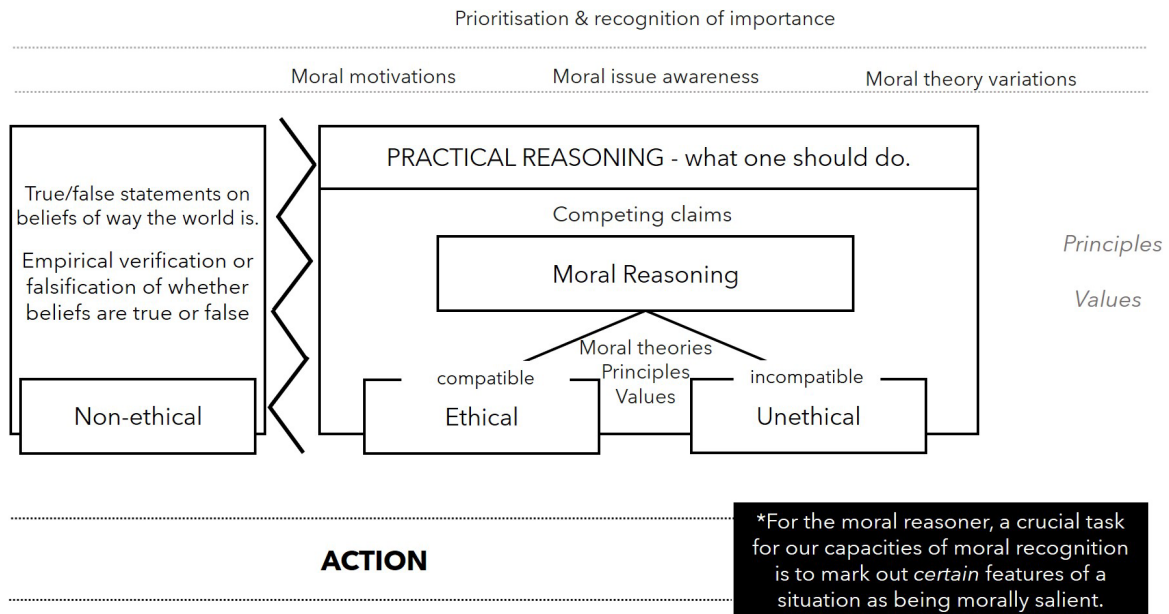 Prioritisation & recognition of importance
Moral motivations
Moral issue awareness
Moral theory variations
True/false statements on
beliefs of way the world is.
Empirical verification or
falsification of whether
beliefs are true or false
Non-ethical
PRACTICAL REASONING - what one should do.
Competing claims
Moral Reasoning
Moral theories
Principles
Values
compatible
Ethical
incompatible
Unethical
Principles
Values
ACTION
*For the moral reasoner, a crucial task
for our capacities of moral recognition
is to mark out certain features of a
situation as being morally salient.